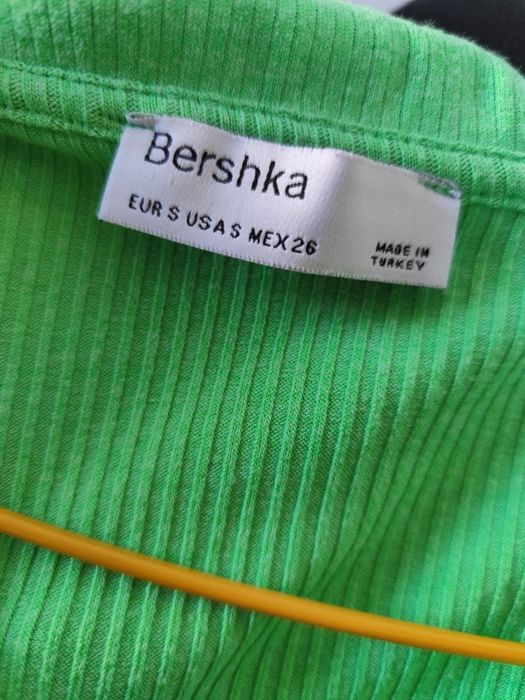 Bershka
EUR S USA S MEX 26
MADE IN
TURKEY